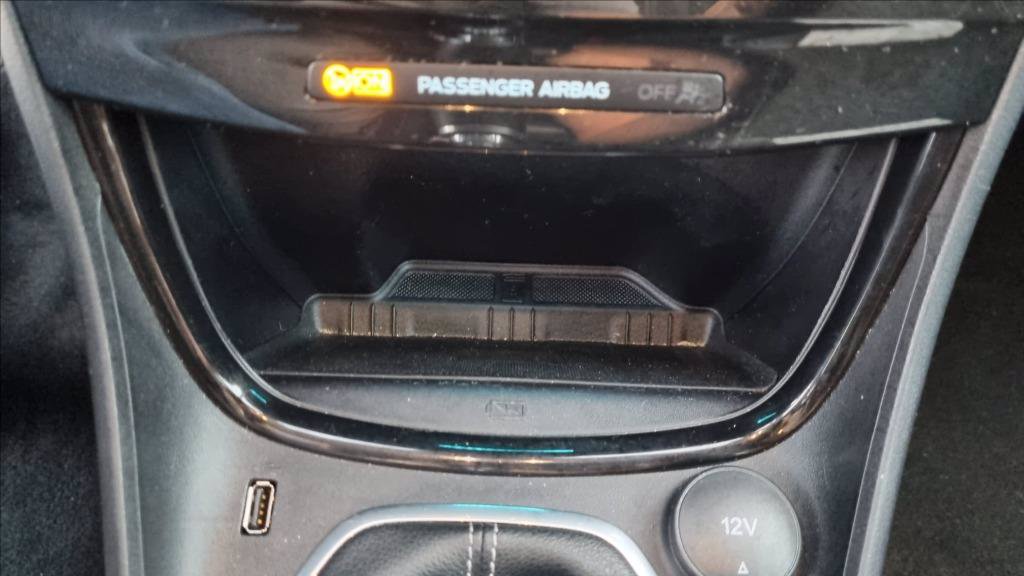 PASSENGER AIRBAG OFF
12V